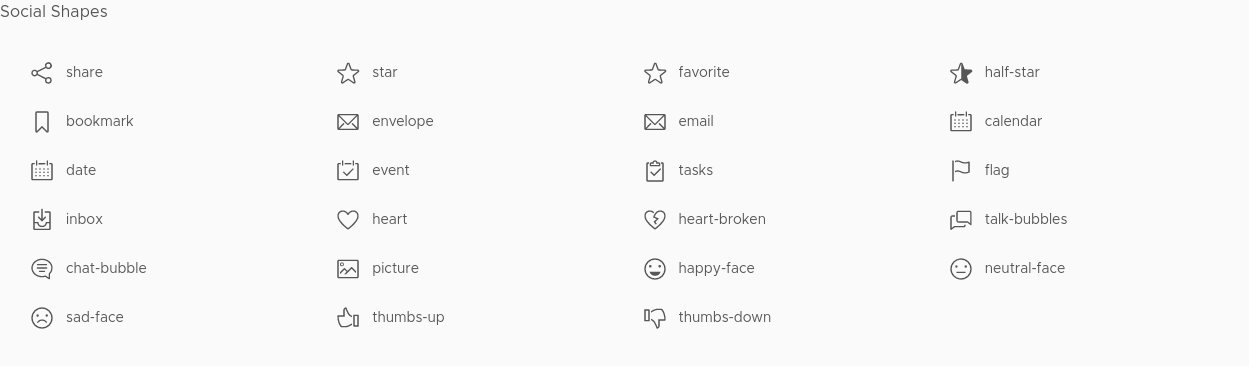 Social Shapes
share star favorite half-star
bookmark envelope email calendar
date event tasks flag
inbox heart heart-broken talk-bubbles
chat-bubble picture happy-face neutral-face
sad-face thumbs-up thumbs-down